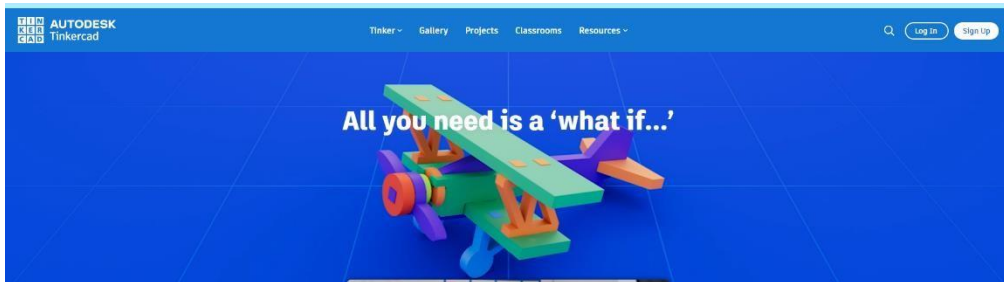 TIN
KER
CAD
AUTODESK
Tinkercad
Tinker Gallery Projects Classrooms Resources
Log In Sign Up
All you need is a ‘what if...’